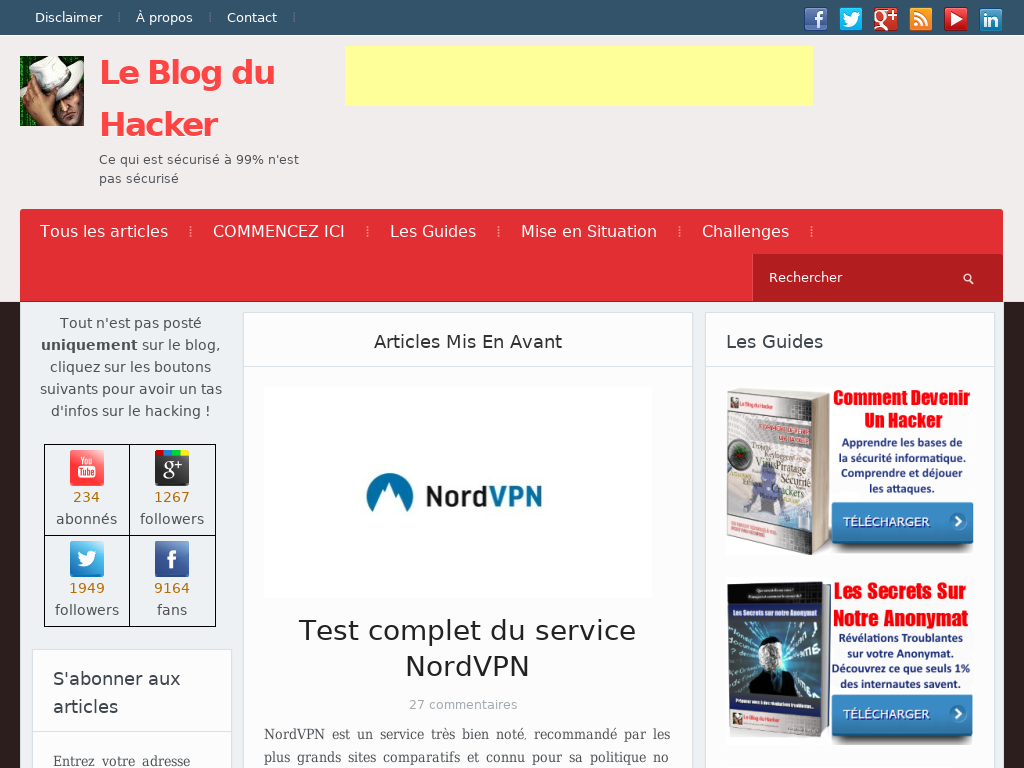 Disclaimer
À propos
Contact
Le Blog du
Hacker
Ce qui est sécurisé à 99% n'est
pas sécurisé
Tous les articles
COMMENCEZ ICI
Les Guides
Mise en Situation
Challenges
Rechercher
Tout n'est pas posté
uniquement sur le blog,
cliquez sur les boutons
suivants pour avoir un tas
d'infos sur le hacking !
You
Tube
234
abonnés
g+
1267
followers
1949
followers
9164
fans
S'abonner aux
articles
Entrez votre adresse
Articles Mis En Avant
NordVPN
Test complet du service
NordVPN
27 commentaires
NordVPN est un service très bien noté, recommandé par les
plus grands sites comparatifs et connu pour sa politique no
Les Guides
Comment Devenir
Un Hacker
Apprendre les bases de
la sécurité informatique.
Comprendre et déjouer
les attaques.
TÉLÉCHARGER
Les Secrets Sur
Notre Anonymat
Révélations Troublantes
sur votre Anonymat.
Découvrez ce que seuls 1%
des internautes savent.
TÉLÉCHARGER
Le Blog du Hacker